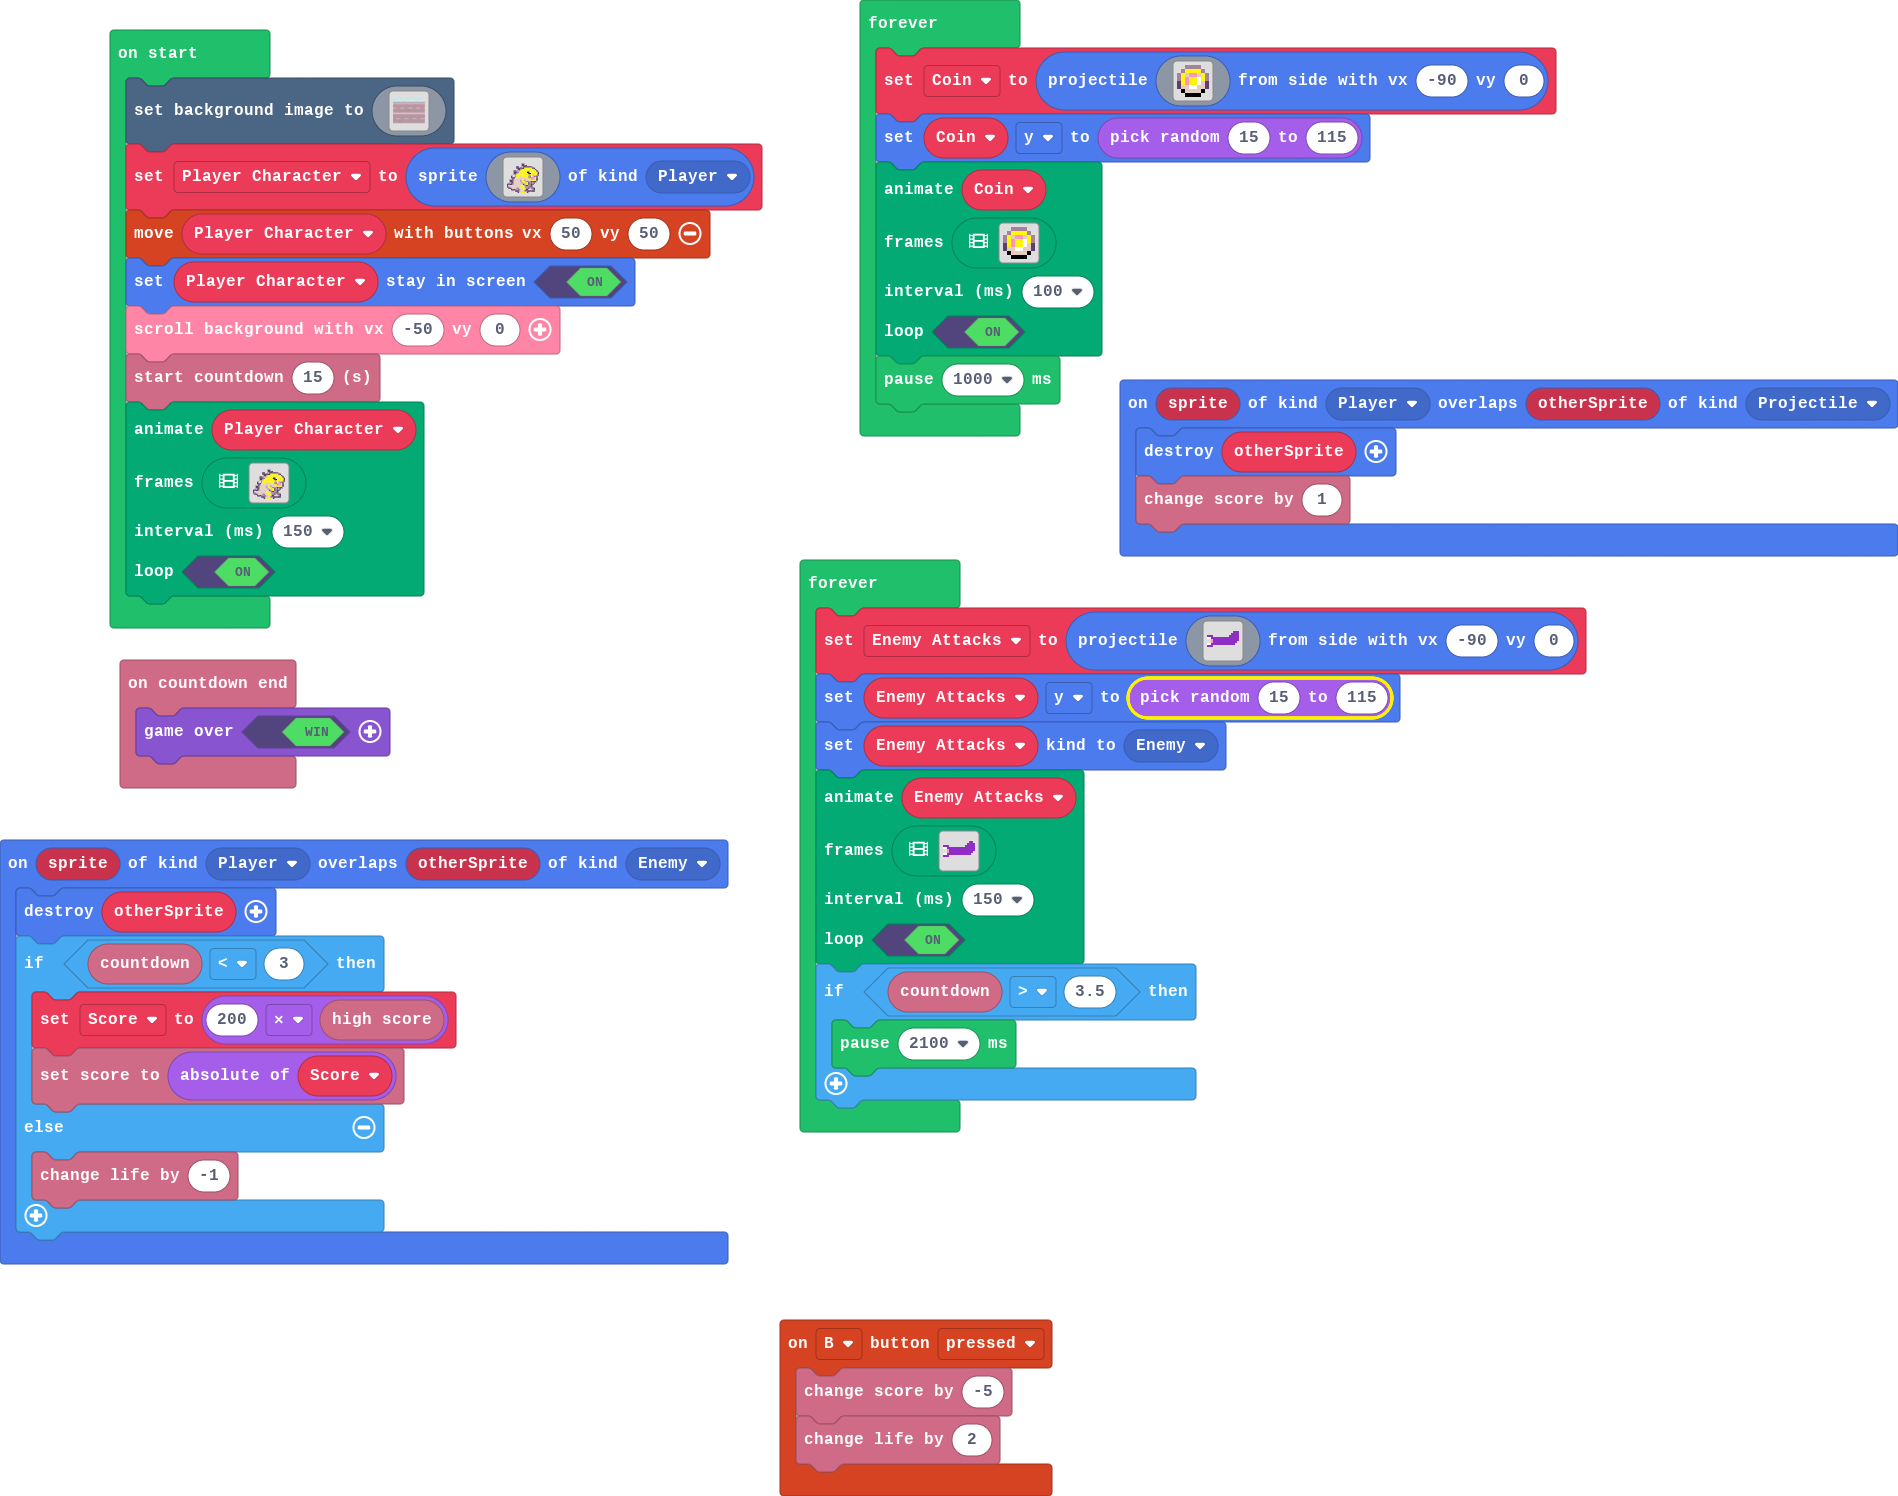 on start
set background image to
set Player Character to sprite of kind Player
move Player Character with buttons vx 50 vy 50
set Player Character stay in screen ON
scroll background with vx -50 vy 0
start countdown 15 (s)
animate Player Character
frames
interval (ms) 150
loop ON
on countdown end
game over WIN
on sprite of kind Player overlaps otherSprite of kind Enemy
destroy otherSprite
if countdown < 3 then
set Score to 200 × high score
set score to absolute of Score
else
change life by -1
forever
set Coin to projectile from side with vx -90 vy 0
set Coin y to pick random 15 to 115
animate Coin
frames
interval (ms) 100
loop ON
pause 1000 ms
on sprite of kind Player overlaps otherSprite of kind Projectile
destroy otherSprite
change score by 1
forever
set Enemy Attacks to projectile from side with vx -90 vy 0
set Enemy Attacks y to pick random 15 to 115
set Enemy Attacks kind to Enemy
animate Enemy Attacks
frames
interval (ms) 150
loop ON
if countdown > 3.5 then
pause 2100 ms
on B button pressed
change score by -5
change life by 2